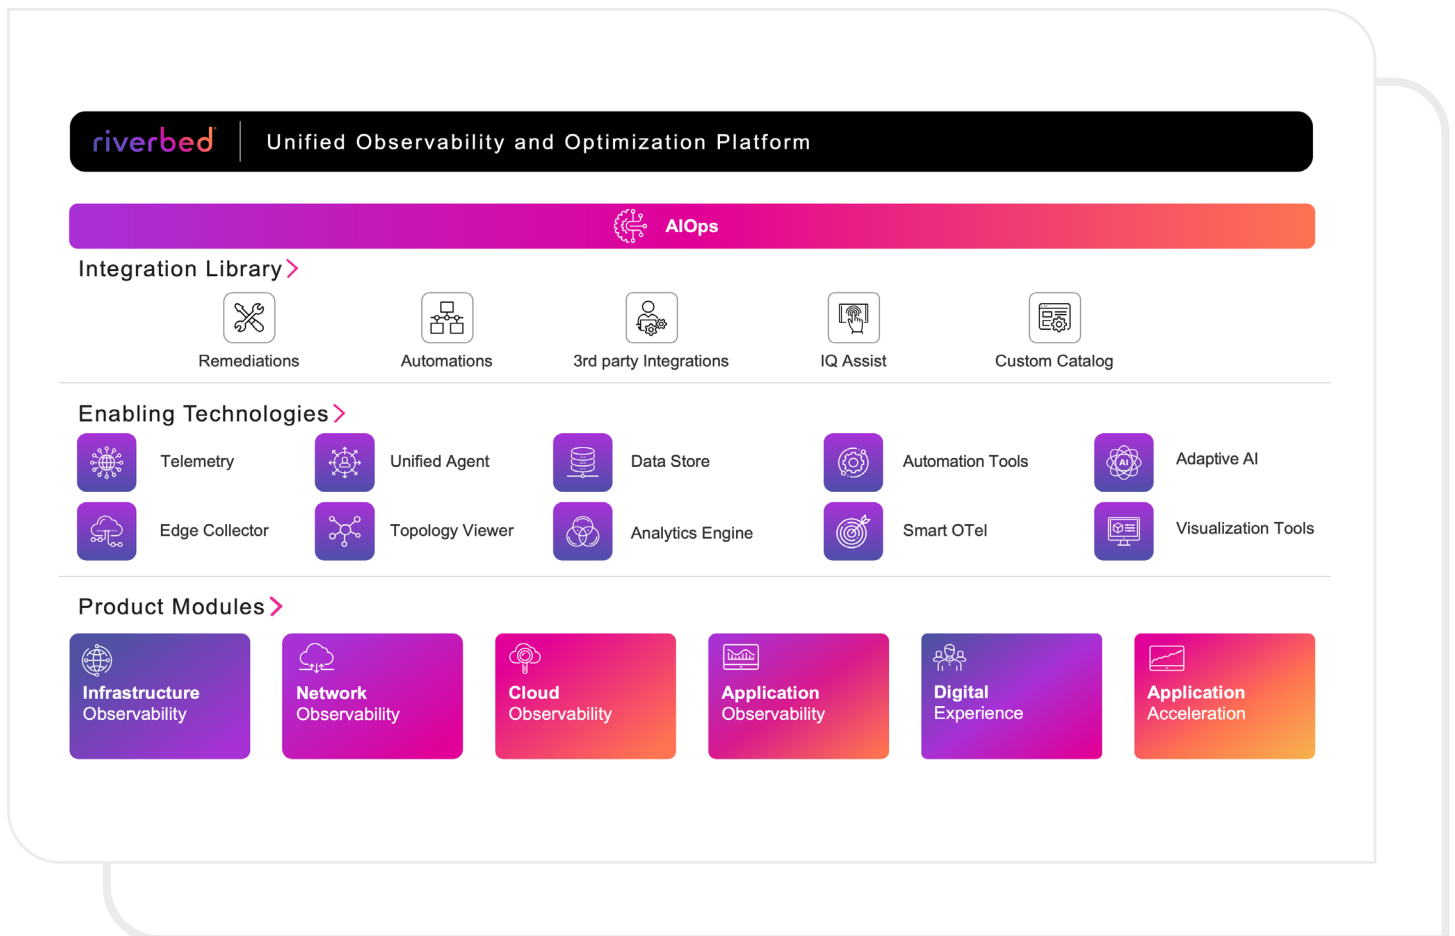 riverbed
Unified Observability and Optimization Platform
AIOps
Integration Library
Remediations
Automations
3rd party Integrations
IQ Assist
Custom Catalog
Enabling Technologies
Telemetry
Unified Agent
Data Store
Automation Tools
AI
Adaptive AI
Edge Collector
Topology Viewer
Analytics Engine
Smart OTel
Visualization Tools
Product Modules
Infrastructure
Observability
Network
Observability
Cloud
Observability
Application
Observability
Digital
Experience
Application
Acceleration